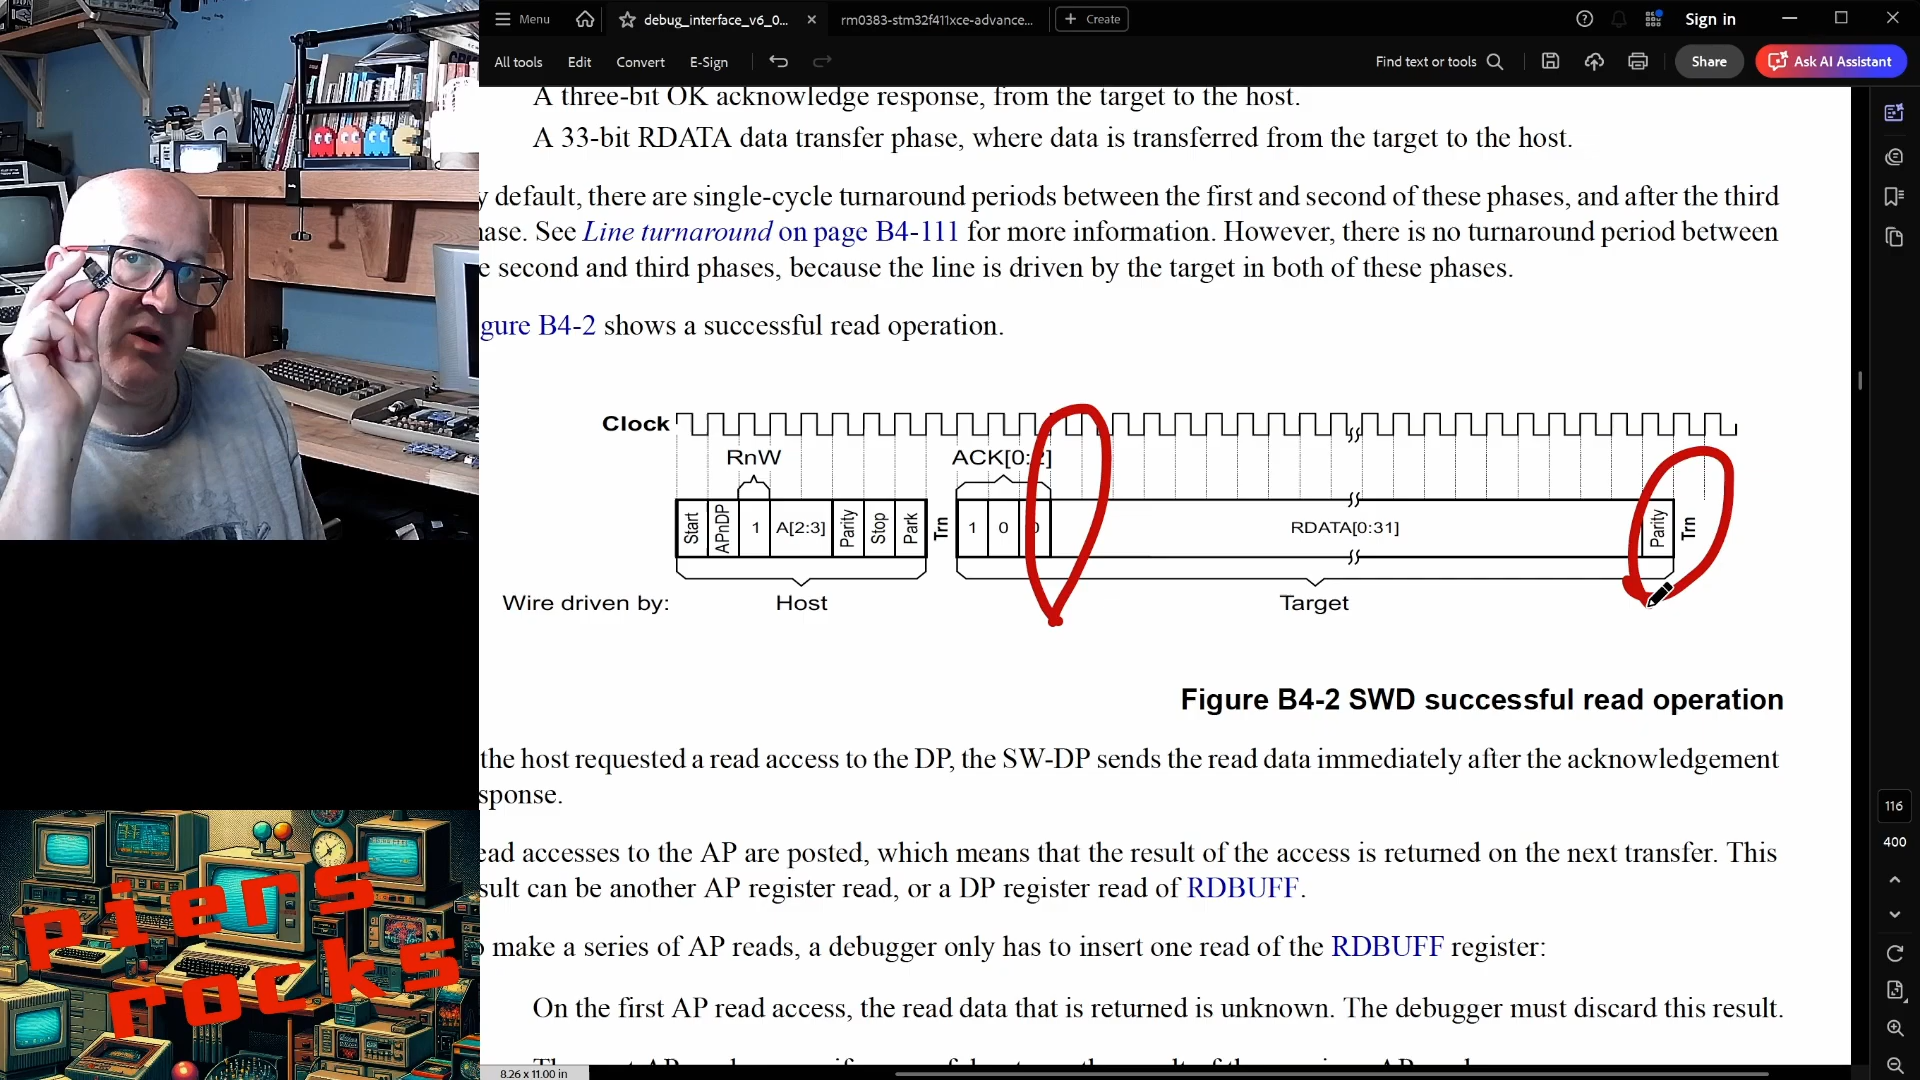 Menu
debug_interface_v6_0...
rm0383-stm32f411xce-advance...
Create
Sign in
All tools
Edit
Convert
E-Sign
Find text or tools
Share
Ask AI Assistant
A three-bit OK acknowledge response, from the target to the host.
A 33-bit RDATA data transfer phase, where data is transferred from the target to the host.
y default, there are single-cycle turnaround periods between the first and second of these phases, and after the third
hase. See Line turnaround on page B4-111 for more information. However, there is no turnaround period between
e second and third phases, because the line is driven by the target in both of these phases.
gure B4-2 shows a successful read operation.
Clock
RnW
ACK[0:2]
Start
APnDP
1
A[2:3]
Parity
Stop
Park
Trn
1
0
0
RDATA[0:31]
Parity
Trn
Wire driven by:
Host
Target
Figure B4-2 SWD successful read operation
the host requested a read access to the DP, the SW-DP sends the read data immediately after the acknowledgement
sponse.
ead accesses to the AP are posted, which means that the result of the access is returned on the next transfer. This
sult can be another AP register read, or a DP register read of RDBUFF.
o make a series of AP reads, a debugger only has to insert one read of the RDBUFF register:
On the first AP read access, the read data that is returned is unknown. The debugger must discard this result.
116
400
8.26 x 11.00 in
piers
rocks